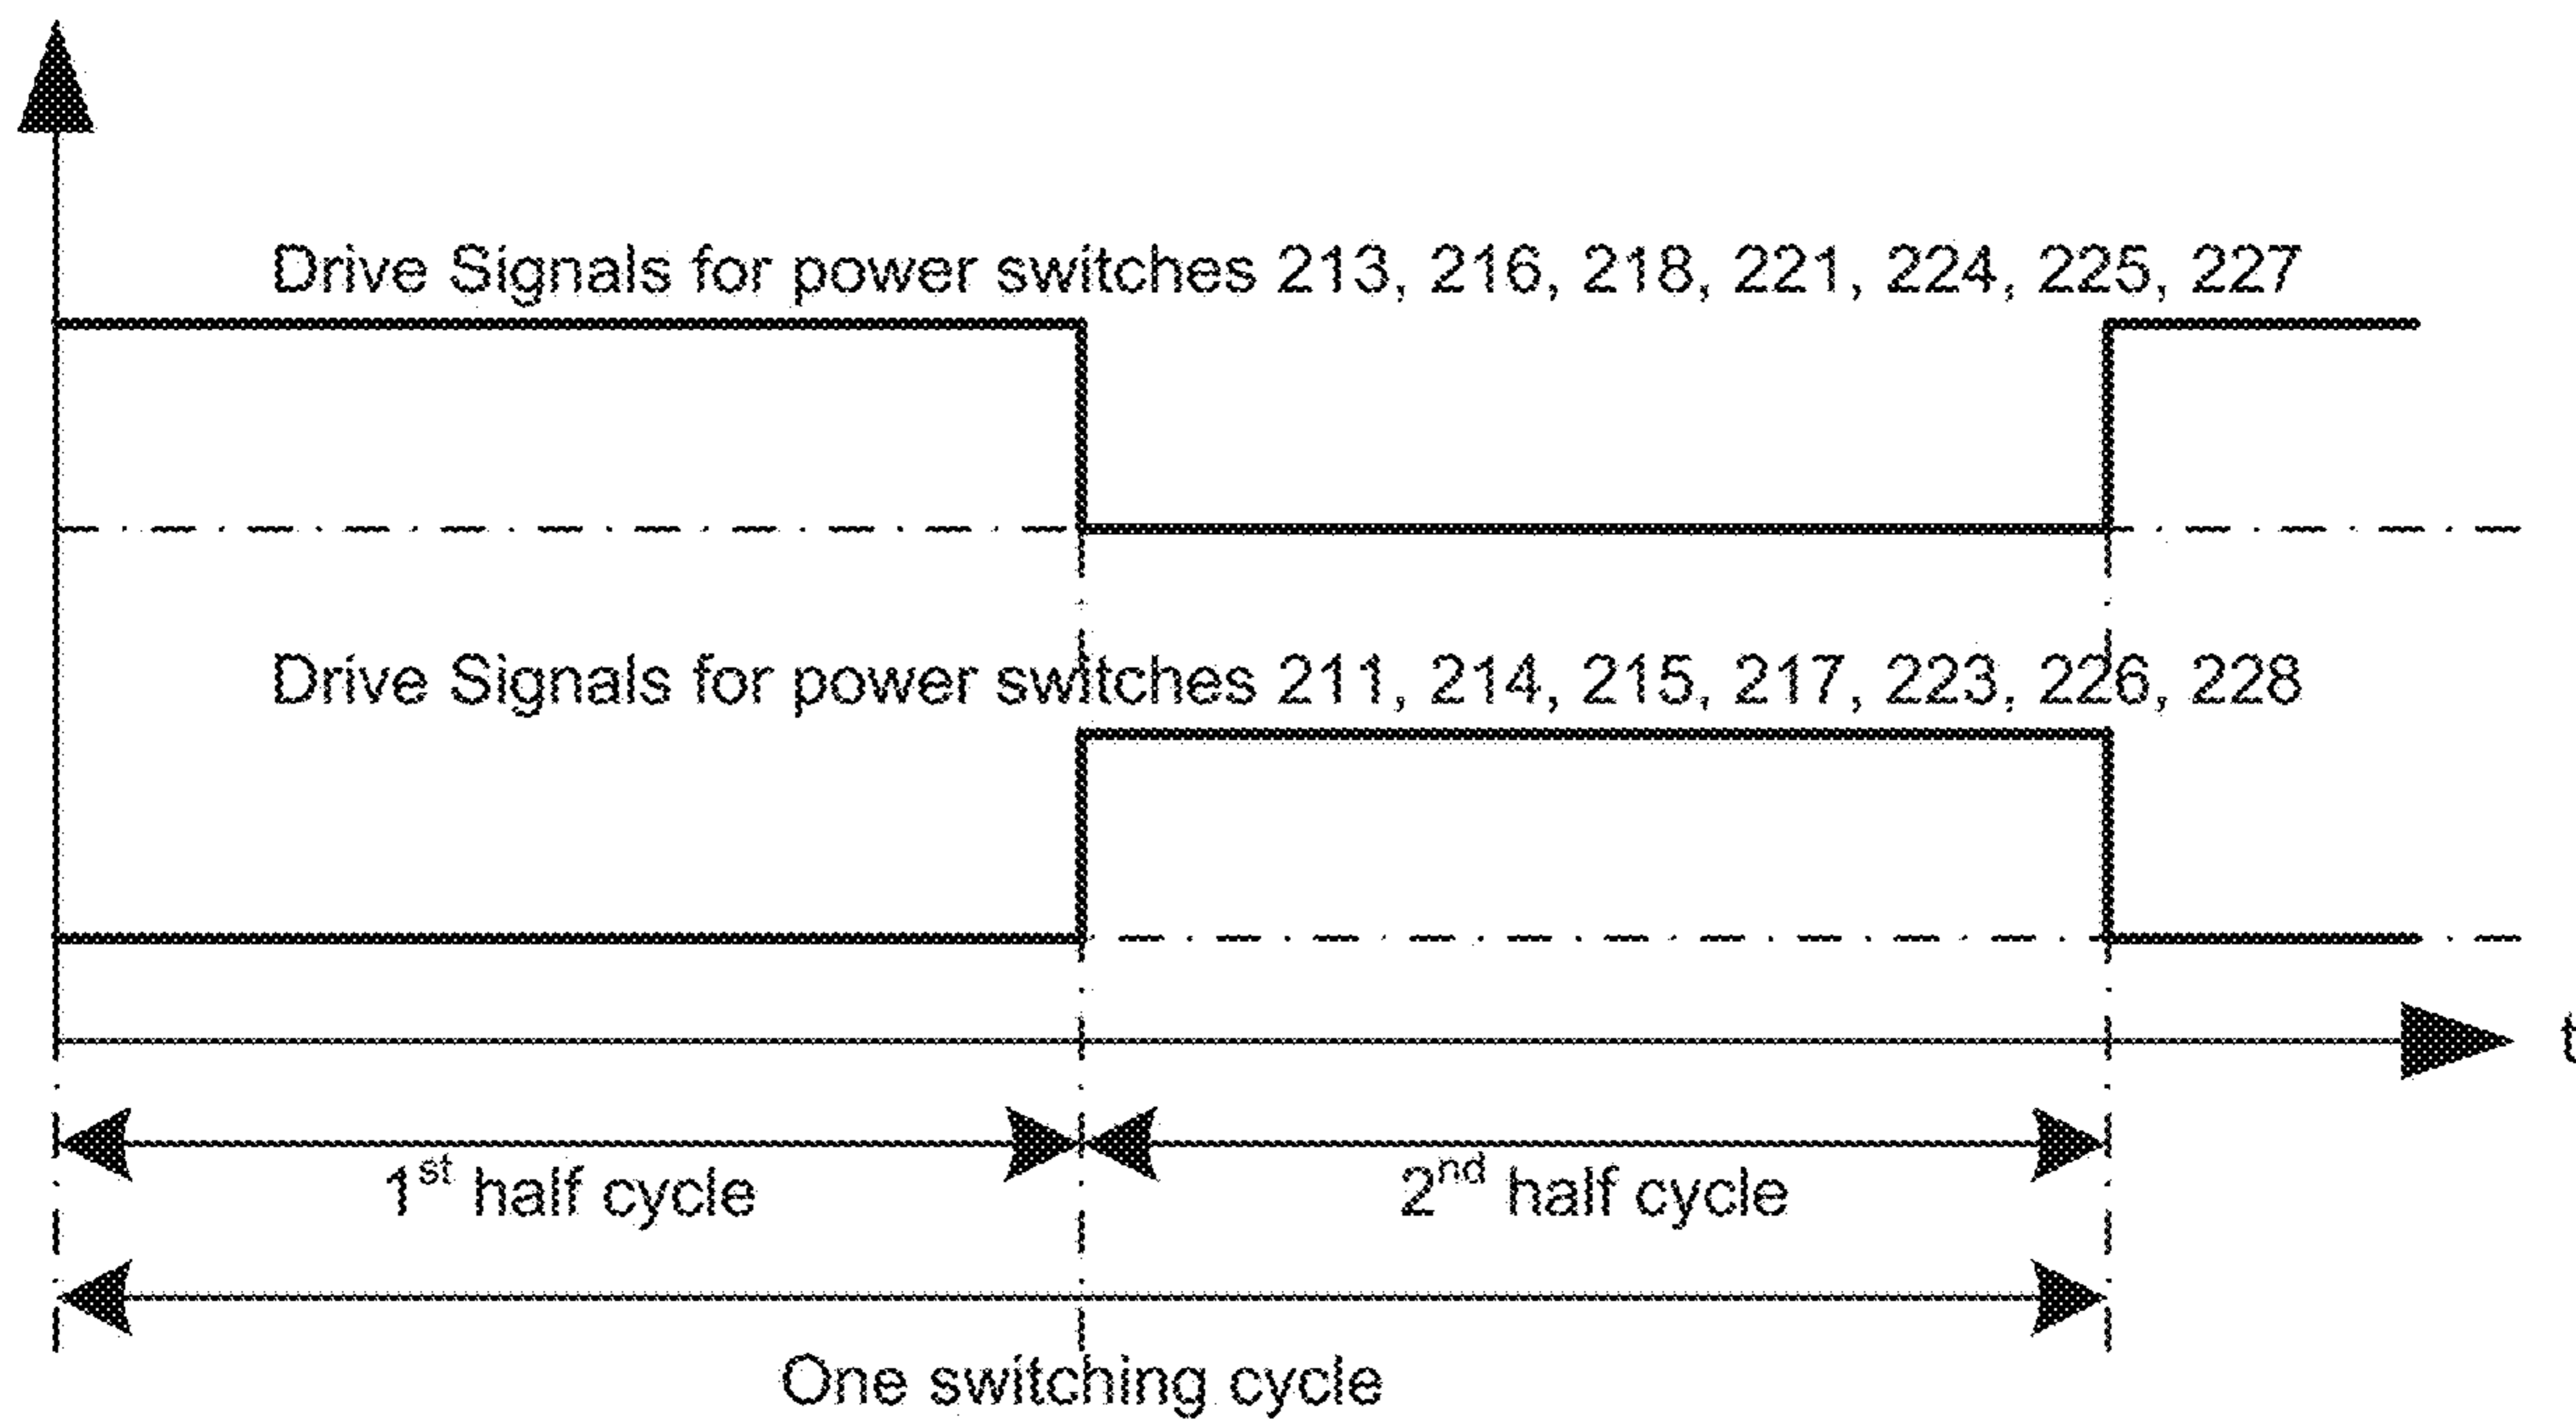 Drive Signals for power switches 213, 216, 218, 221, 224, 225, 227
Drive Signals for power switches 211, 214, 215, 217, 223, 226, 228
t
1st half cycle
2nd half cycle
One switching cycle